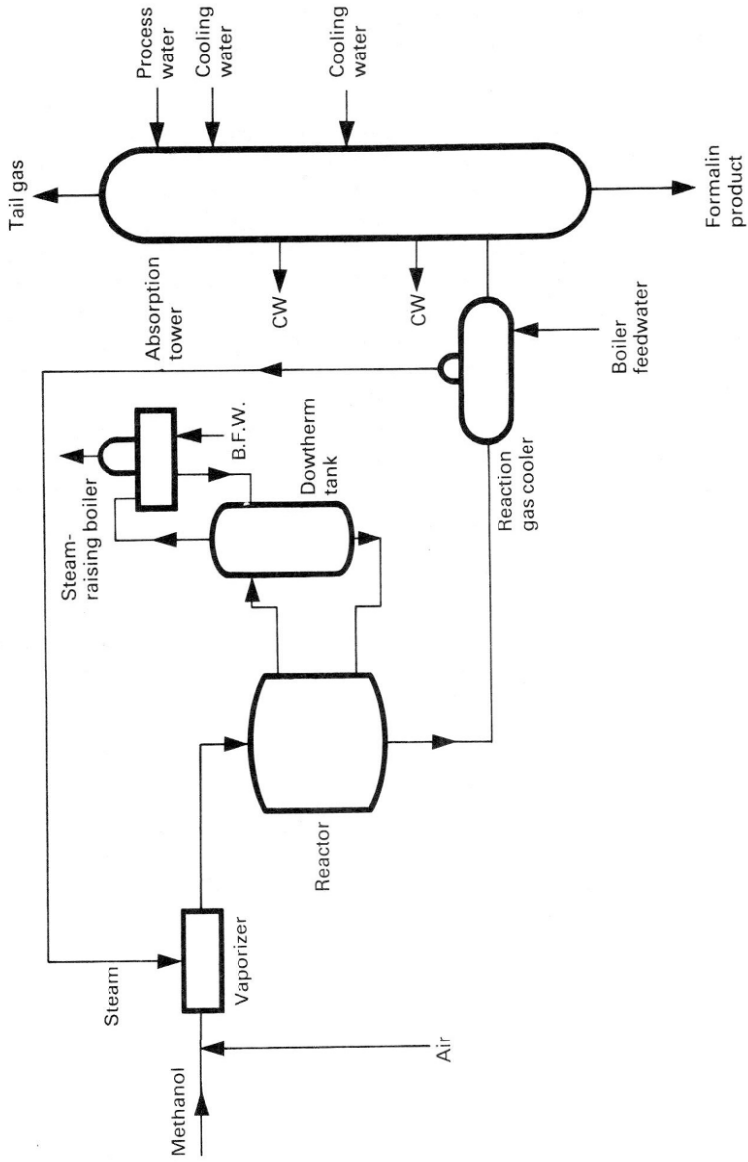 Tail gas
Process
water
Cooling
water
Cooling
water
Absorption
tower
CW
CW
Formalin
product
Steam-
raising boiler
B.F.W.
Dowtherm
tank
Boiler
feedwater
Reaction
gas cooler
Reactor
Steam
Vaporizer
Methanol
Air